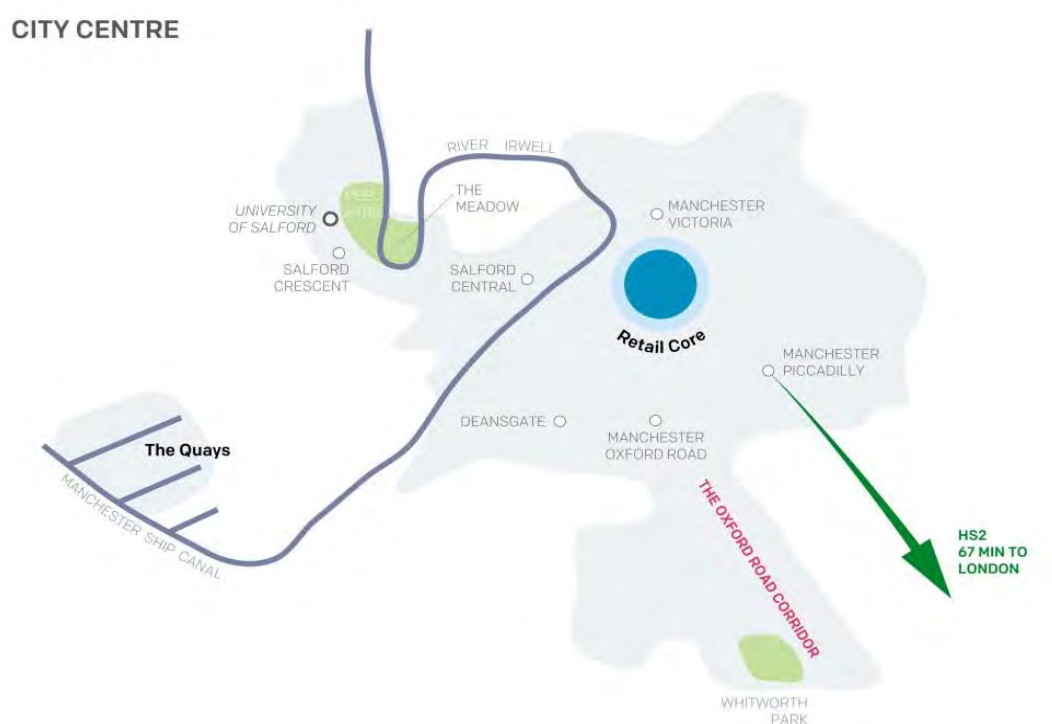 CITY CENTRE
RIVER IRWELL
PEEL
PARK
THE
MEADOW
UNIVERSITY
OF SALFORD
MANCHESTER
VICTORIA
SALFORD
CRESCENT
SALFORD
CENTRAL
Retail Core
MANCHESTER
PICCADILLY
DEANSGATE
MANCHESTER
OXFORD ROAD
The Quays
MANCHESTER SHIP CANAL
THE OXFORD ROAD CORRIDOR
HS2
67 MIN TO
LONDON
WHITWORTH
PARK